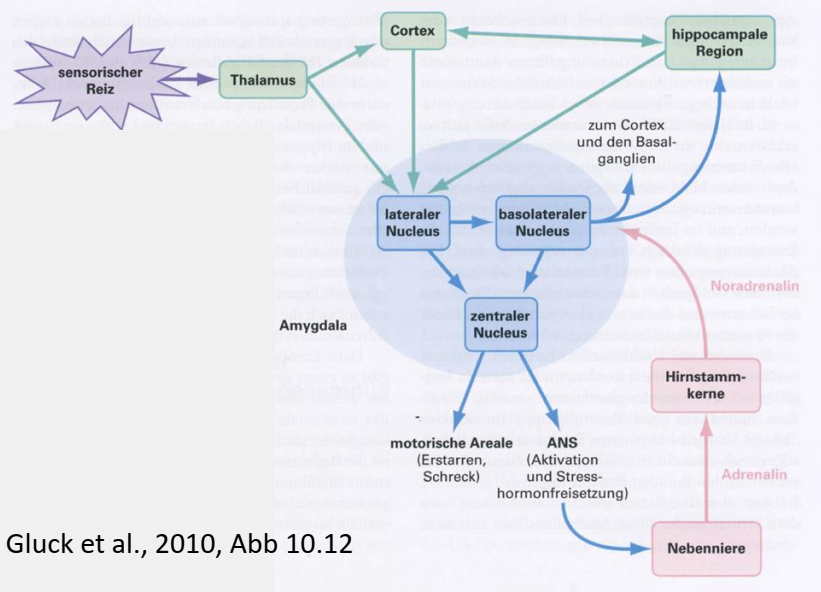 sensorischer
Reiz
Thalamus
Cortex
hippocampale
Region
zum Cortex
und den Basal-
ganglien
lateraler
Nucleus
basolateraler
Nucleus
zentraler
Nucleus
Amygdala
Noradrenalin
Hirnstamm-
kerne
Adrenalin
motorische Areale
(Erstarren,
Schreck)
ANS
(Aktivation
und Stress-
hormonfreisetzung)
Nebenniere
Gluck et al., 2010, Abb 10.12